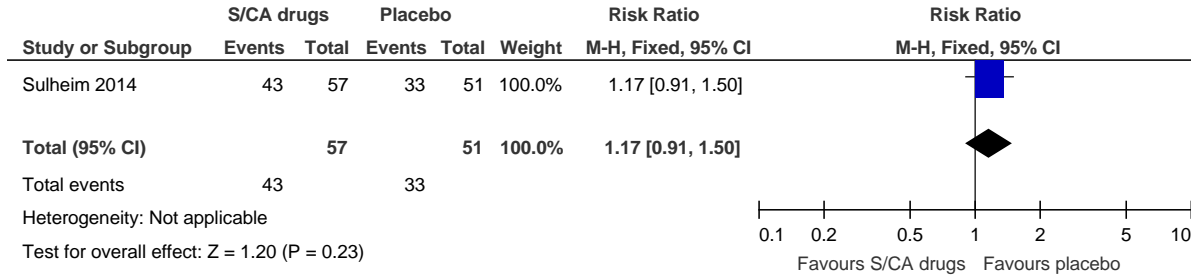 S/CA drugs Placebo Risk Ratio Risk Ratio
Study or Subgroup Events Total Events Total Weight M-H, Fixed, 95% CI M-H, Fixed, 95% CI
Sulheim 2014 43 57 33 51 100.0% 1.17 [0.91, 1.50]
Total (95% CI) 57 51 100.0% 1.17 [0.91, 1.50]
Total events 43 33
Heterogeneity: Not applicable
Test for overall effect: Z = 1.20 (P = 0.23)
0.1 0.2 0.5 1 2 5 10
Favours S/CA drugs Favours placebo